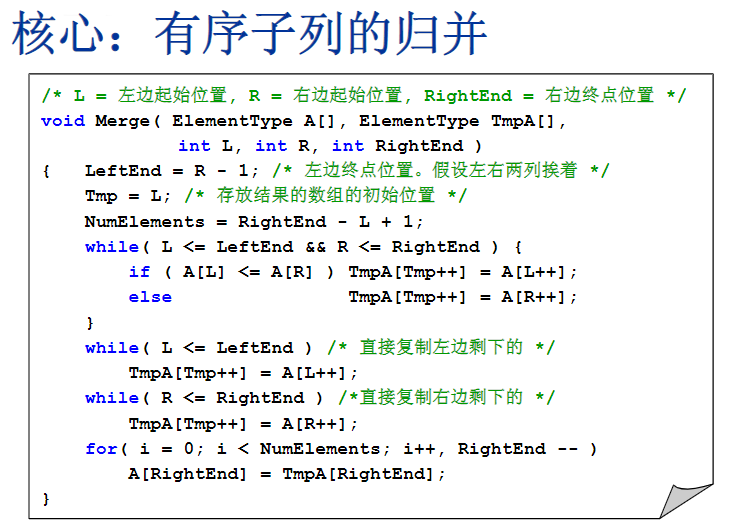 核心：有序子列的归并
/* L = 左边起始位置, R = 右边起始位置, RightEnd = 右边终点位置 */
void Merge( ElementType A[], ElementType TmpA[],
            int L, int R, int RightEnd )
{   LeftEnd = R - 1; /* 左边终点位置。假设左右两列挨着 */
    Tmp = L; /* 存放结果的数组的初始位置 */
    NumElements = RightEnd - L + 1;
    while( L <= LeftEnd && R <= RightEnd ) {
        if ( A[L] <= A[R] ) TmpA[Tmp++] = A[L++];
        else                TmpA[Tmp++] = A[R++];
    }
    while( L <= LeftEnd ) /* 直接复制左边剩下的 */
        TmpA[Tmp++] = A[L++];
    while( R <= RightEnd ) /*直接复制右边剩下的 */
        TmpA[Tmp++] = A[R++];
    for( i = 0; i < NumElements; i++, RightEnd -- )
        A[RightEnd] = TmpA[RightEnd];
}